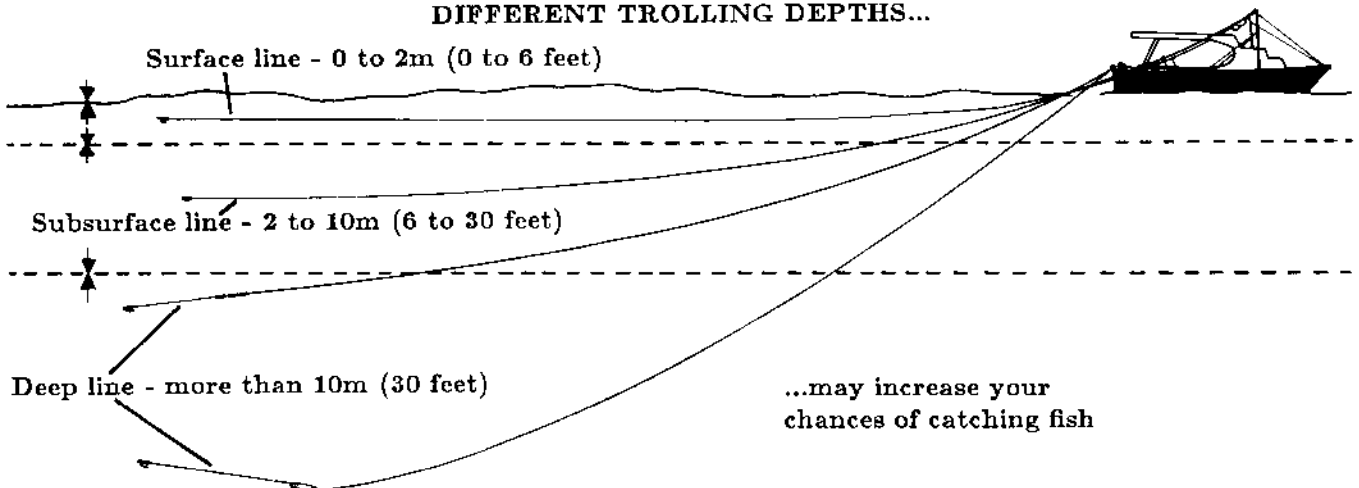 DIFFERENT TROLLING DEPTHS...
Surface line - 0 to 2m (0 to 6 feet)
Subsurface line - 2 to 10m (6 to 30 feet)
Deep line - more than 10m (30 feet)
...may increase your
chances of catching fish